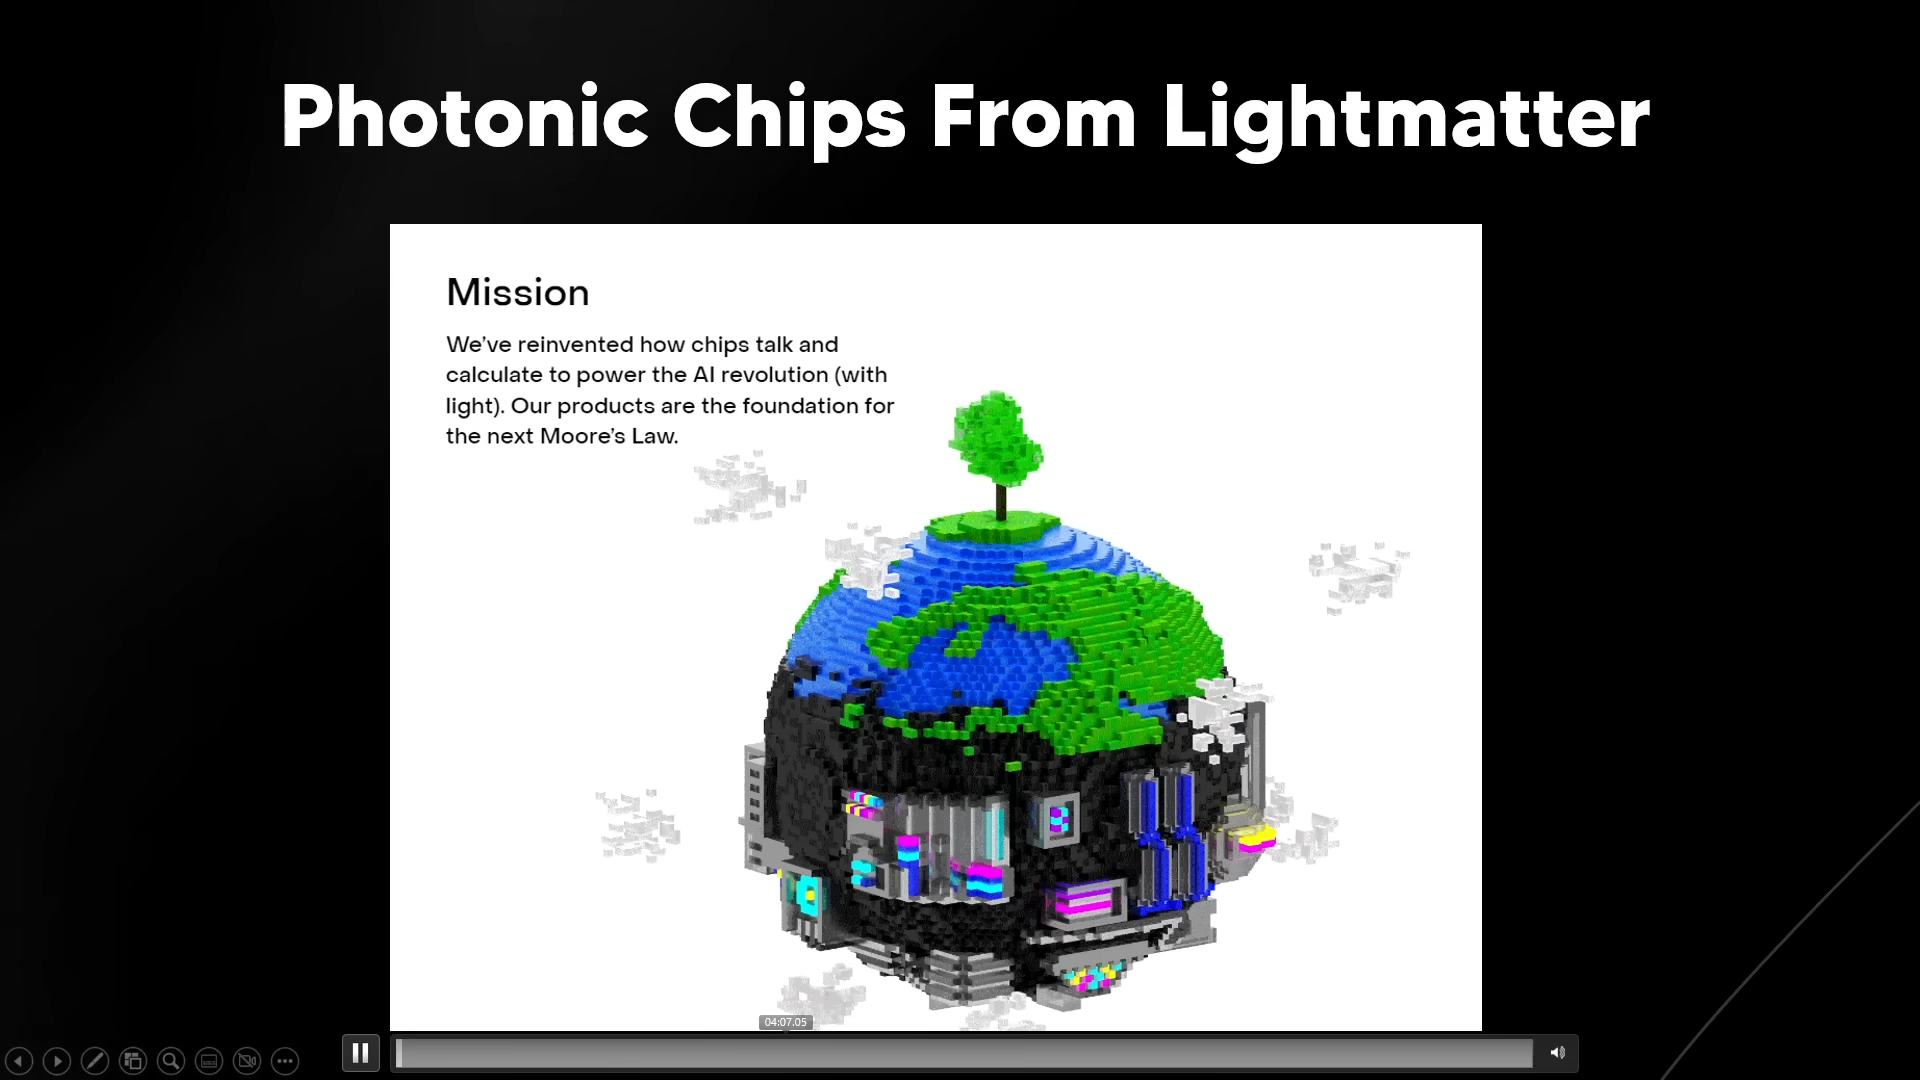 Photonic Chips From Lightmatter
Mission
We’ve reinvented how chips talk and
calculate to power the AI revolution (with
light). Our products are the foundation for
the next Moore’s Law.
04:07.05